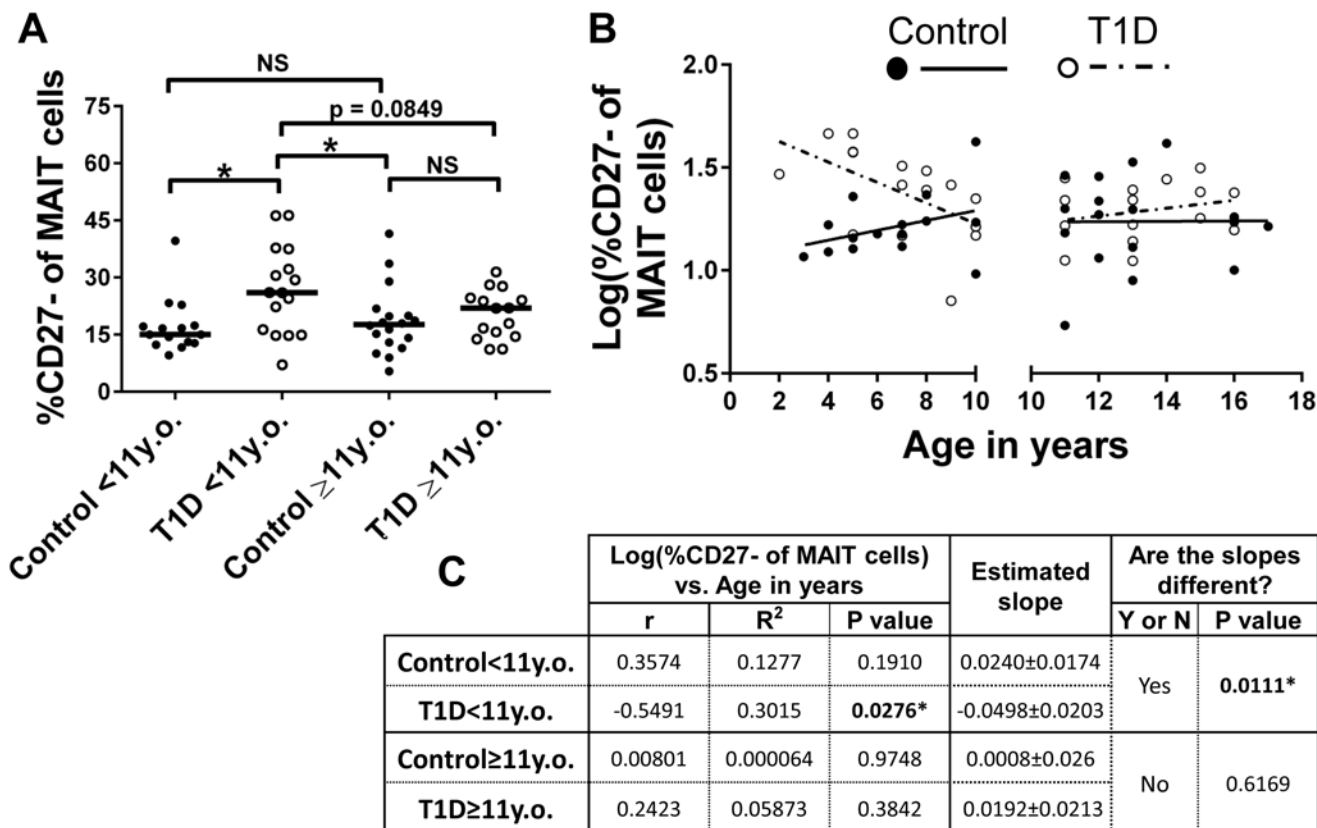 A
NS
p = 0.0849
*
*
NS
%CD27- of MAIT cells
75
60
45
30
15
0
Control <11y.o.
T1D <11y.o.
Control ≥11y.o.
T1D ≥11y.o.
B
Control
T1D
Log(%CD27- of
MAIT cells)
2.0
1.5
1.0
0.5
0 2 4 6 8 10
10 12 14 16 18
Age in years
C
Log(%CD27- of MAIT cells)
vs. Age in years
Estimated
slope
Are the slopes
different?
r R² P value Y or N P value
Control<11y.o. 0.3574 0.1277 0.1910 0.0240±0.0174
Yes 0.0111*
T1D<11y.o. -0.5491 0.3015 0.0276* -0.0498±0.0203
Control≥11y.o. 0.00801 0.000064 0.9748 0.0008±0.026
No 0.6169
T1D≥11y.o. 0.2423 0.05873 0.3842 0.0192±0.0213